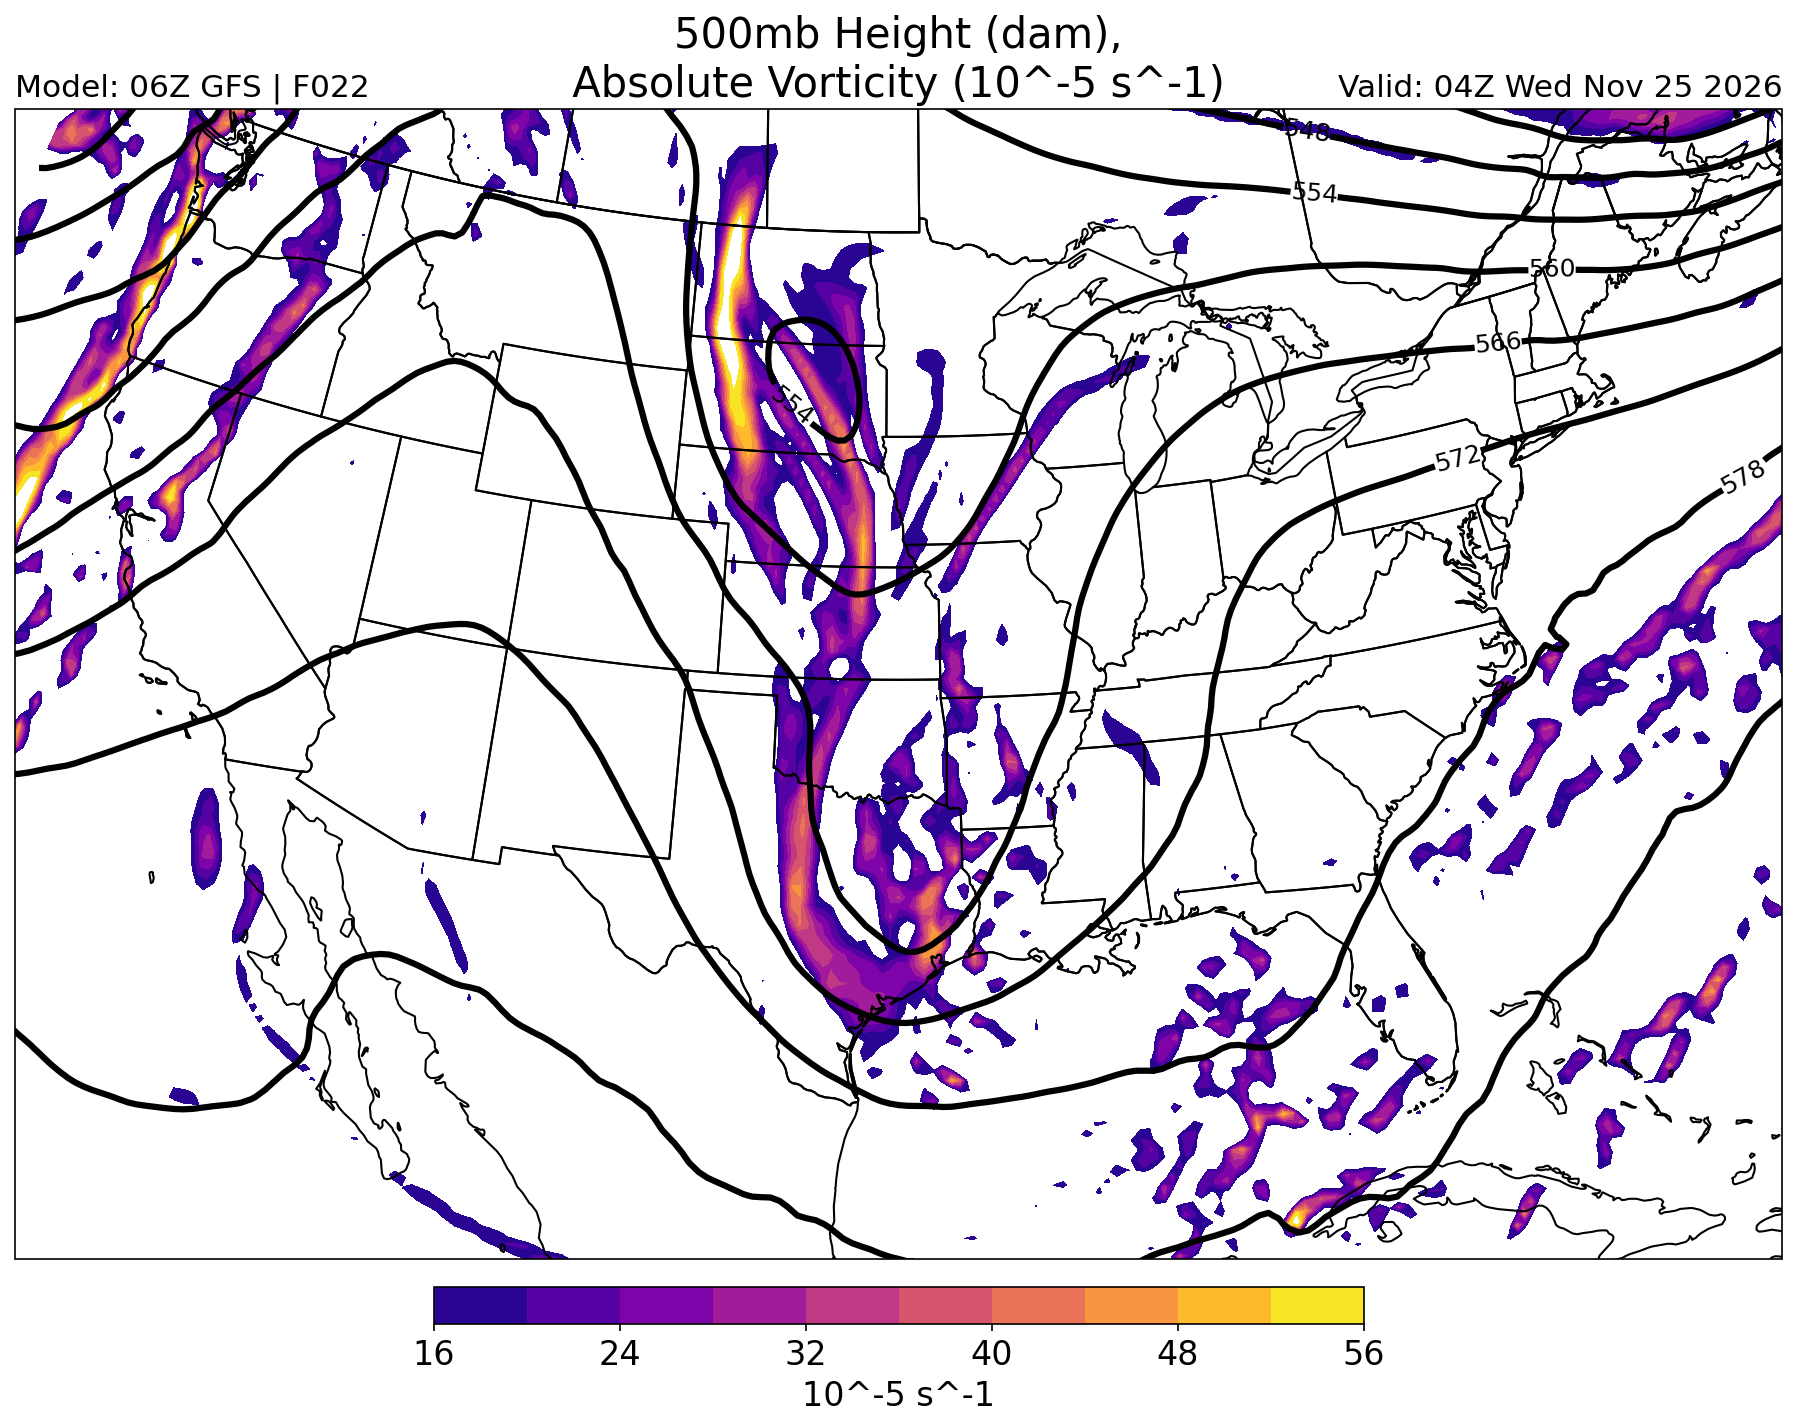 500mb Height (dam),
Absolute Vorticity (10^-5 s^-1)
Model: 06Z GFS | F022
Valid: 04Z Wed Nov 25 2026
548
554
560
566
554
572
578
16 24 32 40 48 56
10^-5 s^-1